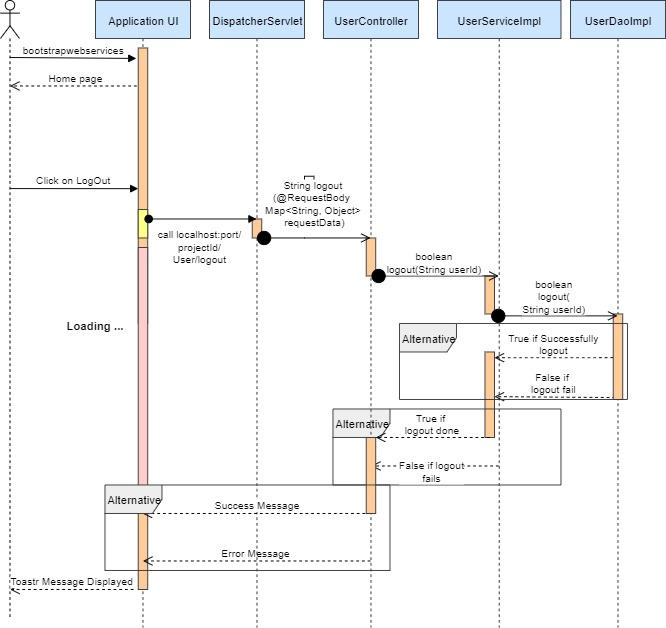 Application UI
DispatcherServlet
UserController
UserServiceImpl
UserDaoImpl
bootstrapwebservices
Home page
Click on LogOut
String logout
(@RequestBody
Map<String, Object>
requestData)
call localhost:port/
projectId/
User/logout
boolean
logout(String userId)
boolean
logout(
String userId)
Loading ...
Alternative
True if Successfully
logout
False if
logout fail
Alternative
True if
logout done
False if logout
fails
Alternative
Success Message
Error Message
Toastr Message Displayed